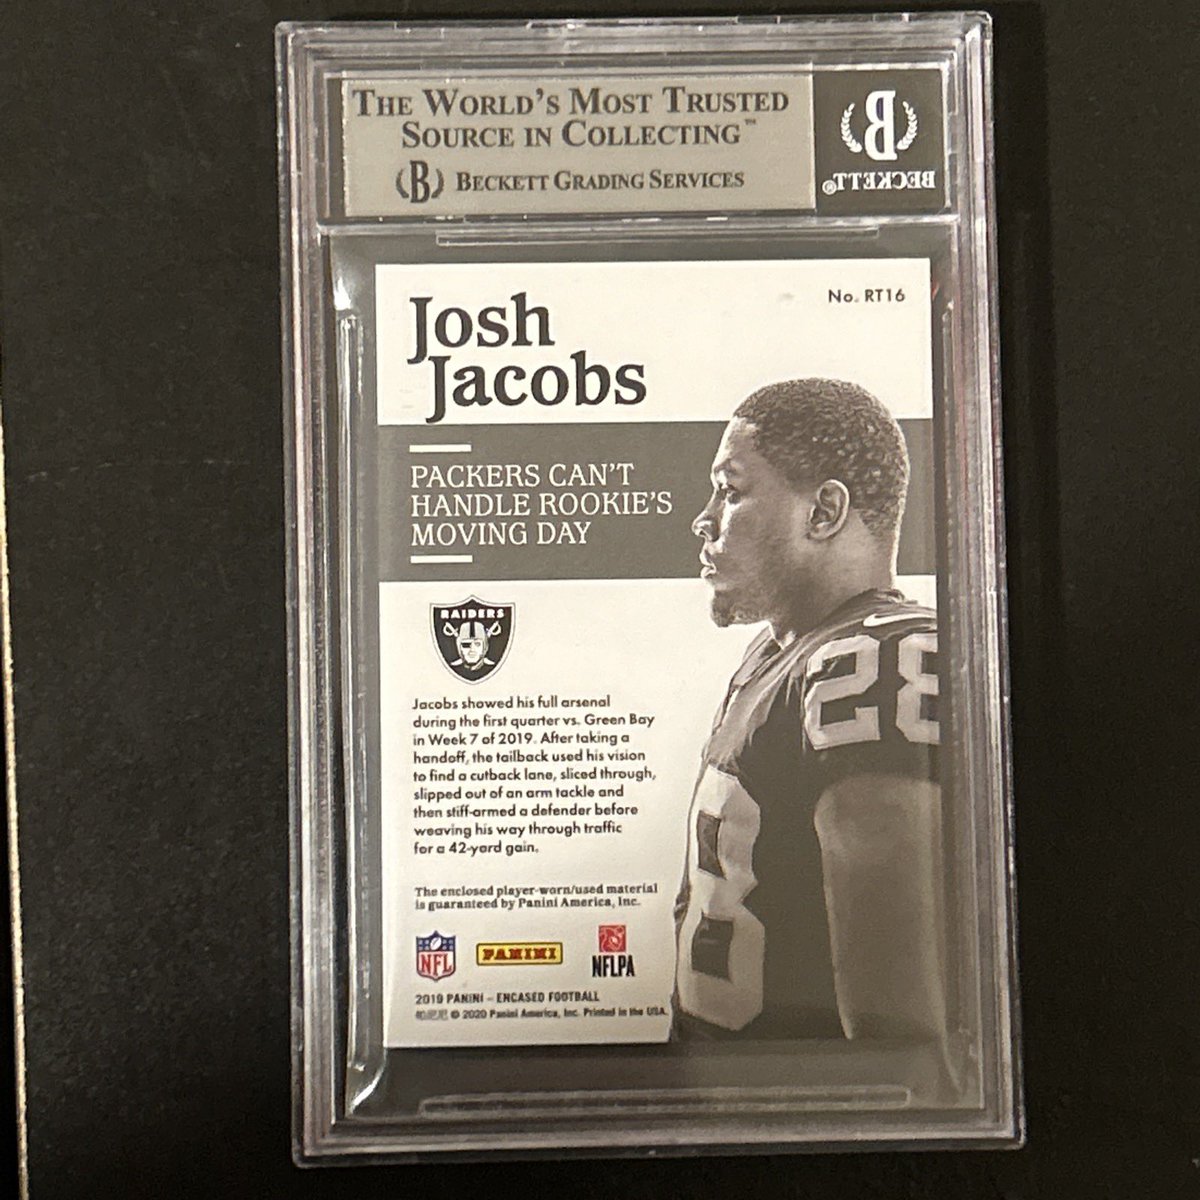 THE WORLD'S MOST TRUSTED
SOURCE IN COLLECTING™
B BECKETT GRADING SERVICES
B
BECKETT®
No. RT16
Josh
Jacobs
PACKERS CAN'T
HANDLE ROOKIE'S
MOVING DAY
RAIDERS
28
28
Jacobs showed his full arsenal
during the first quarter vs. Green Bay
in Week 7 of 2019. After taking a
handoff, the tailback used his vision
to find a cutback lane, sliced through,
slipped out of an arm tackle and
then stiff-armed a defender before
weaving his way through traffic
for a 42-yard gain.
The enclosed player-worn/used material
is guaranteed by Panini America, Inc.
NFL
PANINI
NFLPA
2019 PANINI – ENCASED FOOTBALL
© 2020 Panini America, Inc. Printed in the USA.